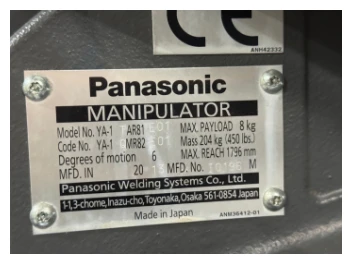 CE
ANH42332
Panasonic
MANIPULATOR
Model No. YA-1 AR81 MAX. PAYLOAD 8 kg
Code No. YA-1 MR82 Mass 204 kg (450 lbs.)
Degrees of motion 6 MAX. REACH 1796 mm
MFD. IN 20 MFD. No. M
Panasonic Welding Systems Co., Ltd.
1-1,3-chome,Inazu-cho,Toyonaka,Osaka 561-0854 Japan
Made in Japan
ANM36412-01